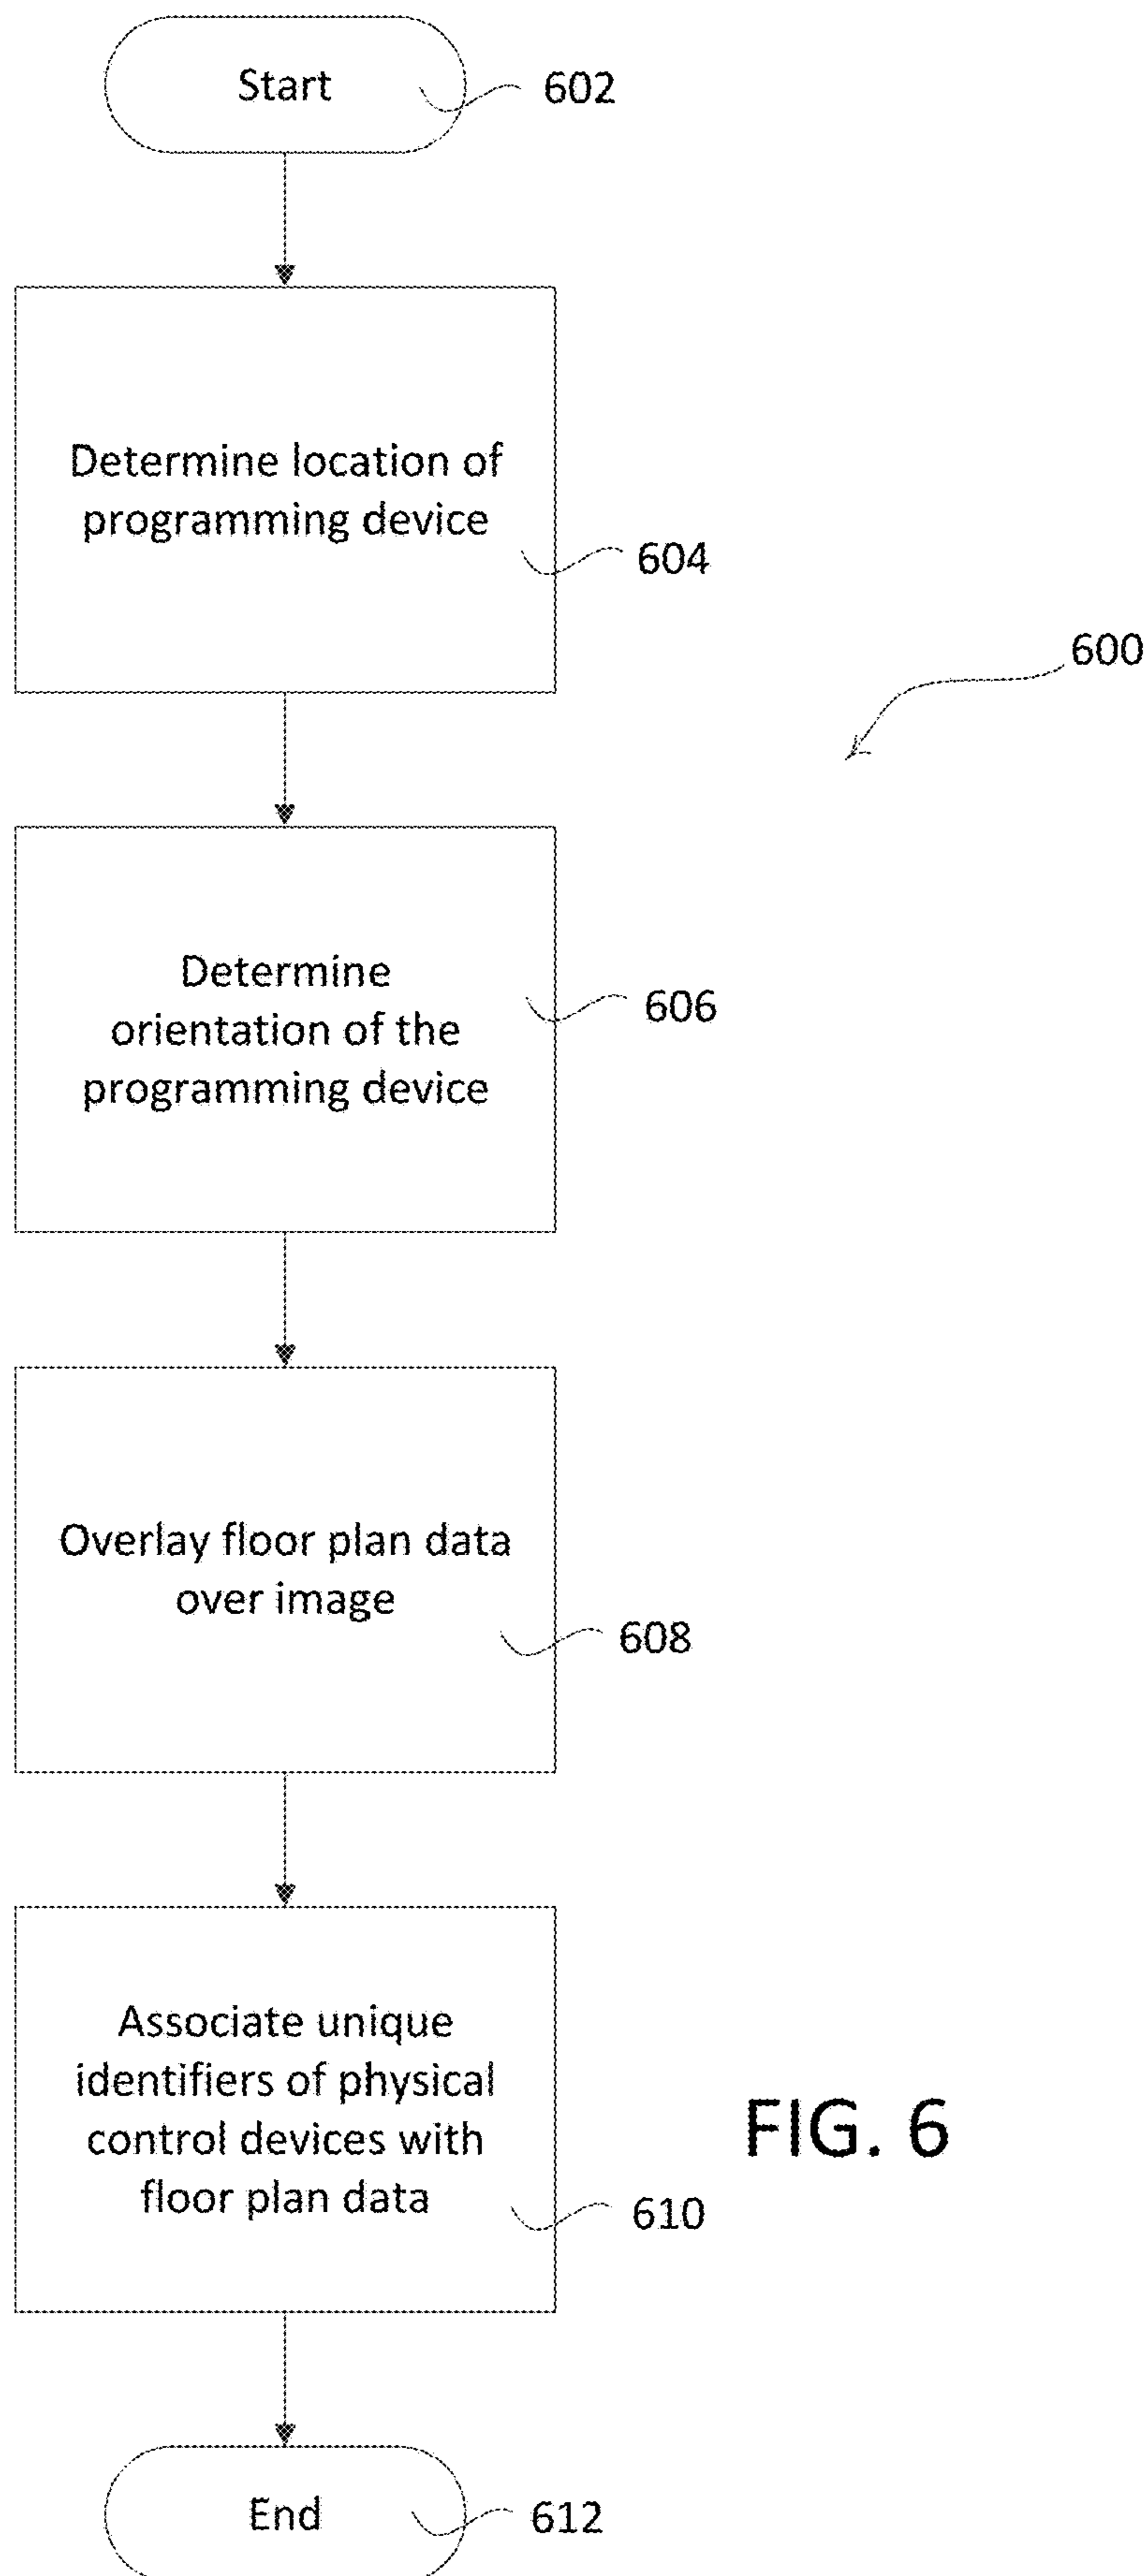 Start
602
Determine location of
programming device
604
600
Determine
orientation of the
programming device
606
Overlay floor plan data
over image
608
Associate unique
identifiers of physical
control devices with
floor plan data
610
FIG. 6
End
612